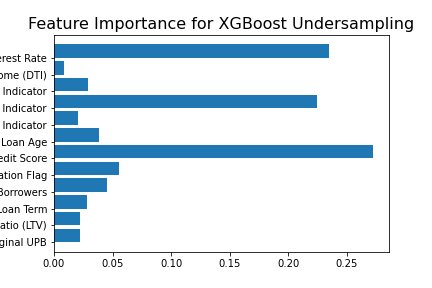 Feature Importance for XGBoost Undersampling
erest Rate
ome (DTI)
Indicator
Indicator
Indicator
Loan Age
edit Score
ation Flag
Borrowers
Loan Term
atio (LTV)
ginal UPB
0.00 0.05 0.10 0.15 0.20 0.25